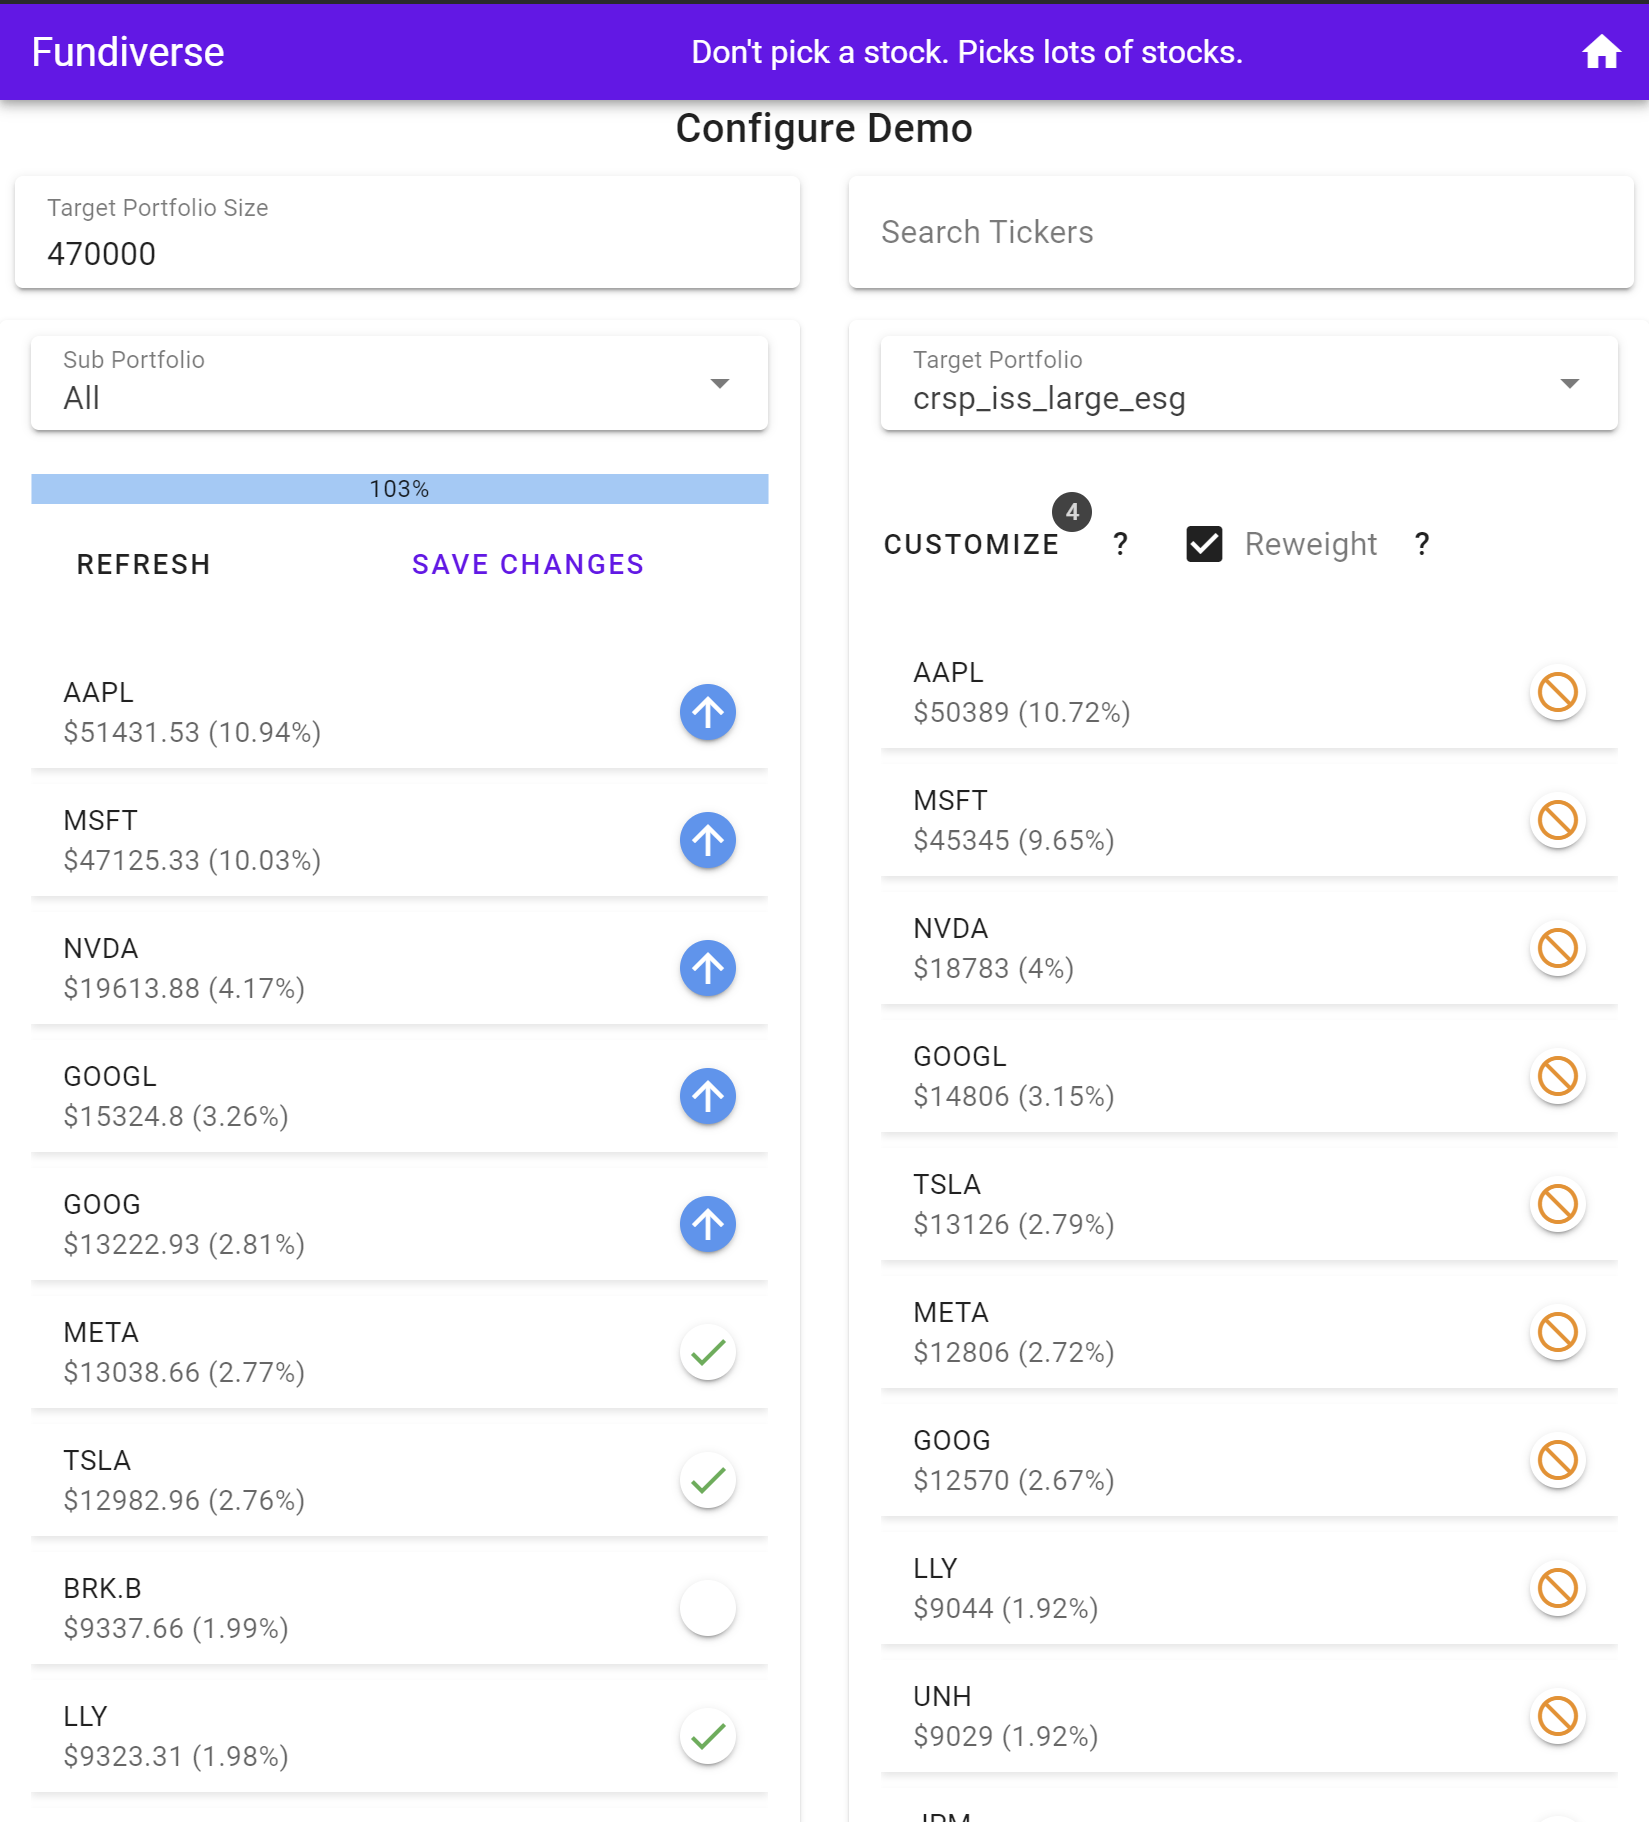 Fundiverse
Don't pick a stock. Picks lots of stocks.
Configure Demo
Target Portfolio Size
470000
Search Tickers
Sub Portfolio
All
103%
REFRESH
SAVE CHANGES
AAPL
$51431.53 (10.94%)
MSFT
$47125.33 (10.03%)
NVDA
$19613.88 (4.17%)
GOOGL
$15324.8 (3.26%)
GOOG
$13222.93 (2.81%)
META
$13038.66 (2.77%)
TSLA
$12982.96 (2.76%)
BRK.B
$9337.66 (1.99%)
LLY
$9323.31 (1.98%)
Target Portfolio
crsp_iss_large_esg
CUSTOMIZE
4
?
Reweight
?
AAPL
$50389 (10.72%)
MSFT
$45345 (9.65%)
NVDA
$18783 (4%)
GOOGL
$14806 (3.15%)
TSLA
$13126 (2.79%)
META
$12806 (2.72%)
GOOG
$12570 (2.67%)
LLY
$9044 (1.92%)
UNH
$9029 (1.92%)